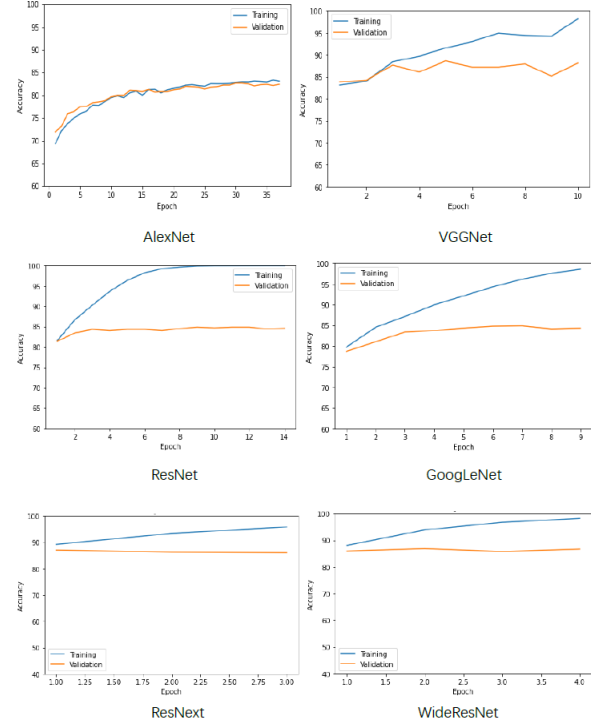 100
95
90
85
80
75
70
65
60
Accuracy
Training
Validation
0 5 10 15 20 25 30 35
Epoch
AlexNet
100
95
90
85
80
75
70
65
60
Accuracy
Training
Validation
2 4 6 8 10
Epoch
VGGNet
100
95
90
85
80
75
70
65
60
Accuracy
Training
Validation
2 4 6 8 10 12 14
Epoch
ResNet
100
95
90
85
80
75
70
65
60
Accuracy
Training
Validation
1 2 3 4 5 6 7 8 9
Epoch
GoogLeNet
100
90
80
70
60
50
40
Accuracy
Training
Validation
1.00 1.25 1.50 1.75 2.00 2.25 2.50 2.75 3.00
Epoch
ResNext
100
90
80
70
60
50
40
Accuracy
Training
Validation
1.0 1.5 2.0 2.5 3.0 3.5 4.0
Epoch
WideResNet